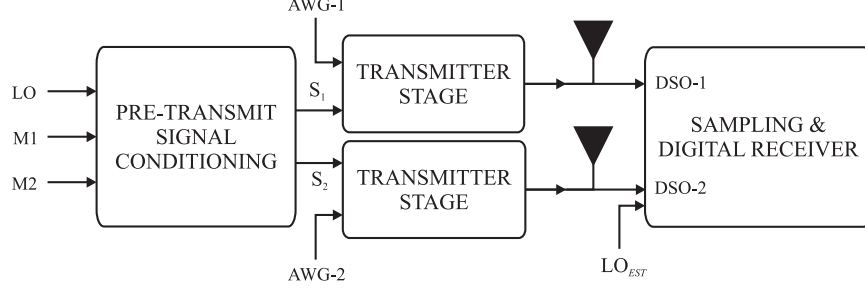 AWG-1
LO
M1
M2
PRE-TRANSMIT
SIGNAL
CONDITIONING
S1
S2
TRANSMITTER
STAGE
TRANSMITTER
STAGE
AWG-2
DSO-1
SAMPLING &
DIGITAL RECEIVER
DSO-2
LOEST